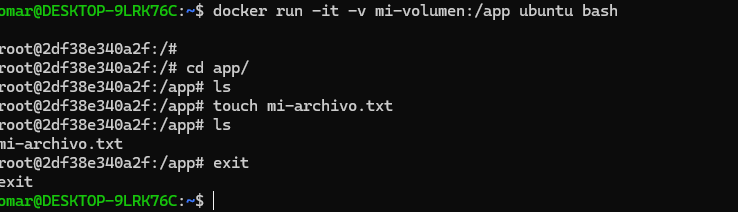 omar@DESKTOP-9LRK76C:~$ docker run -it -v mi-volumen:/app ubuntu bash
root@2df38e340a2f:/#
root@2df38e340a2f:/# cd app/
root@2df38e340a2f:/app# ls
root@2df38e340a2f:/app# touch mi-archivo.txt
root@2df38e340a2f:/app# ls
mi-archivo.txt
root@2df38e340a2f:/app# exit
exit
omar@DESKTOP-9LRK76C:~$